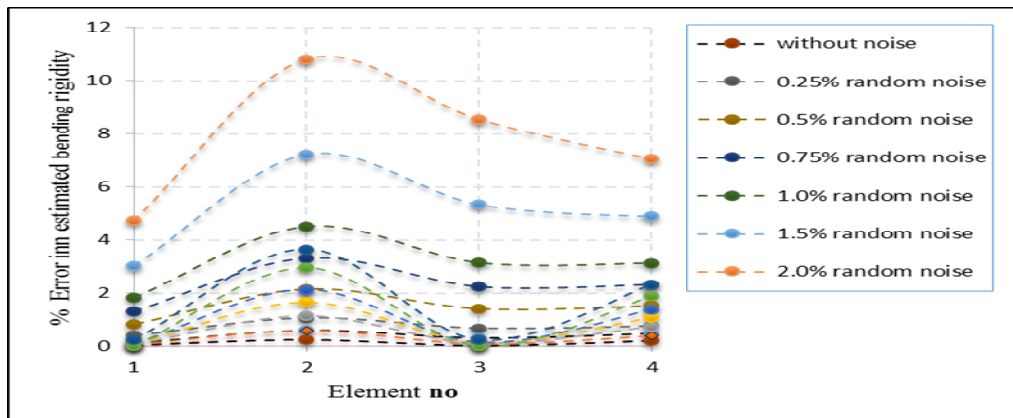 12
10
8
6
4
2
0
% Error inn estimated bending rigidity
1 2 3 4
Element no
without noise
0.25% random noise
0.5% random noise
0.75% random noise
1.0% random noise
1.5% random noise
2.0% random noise